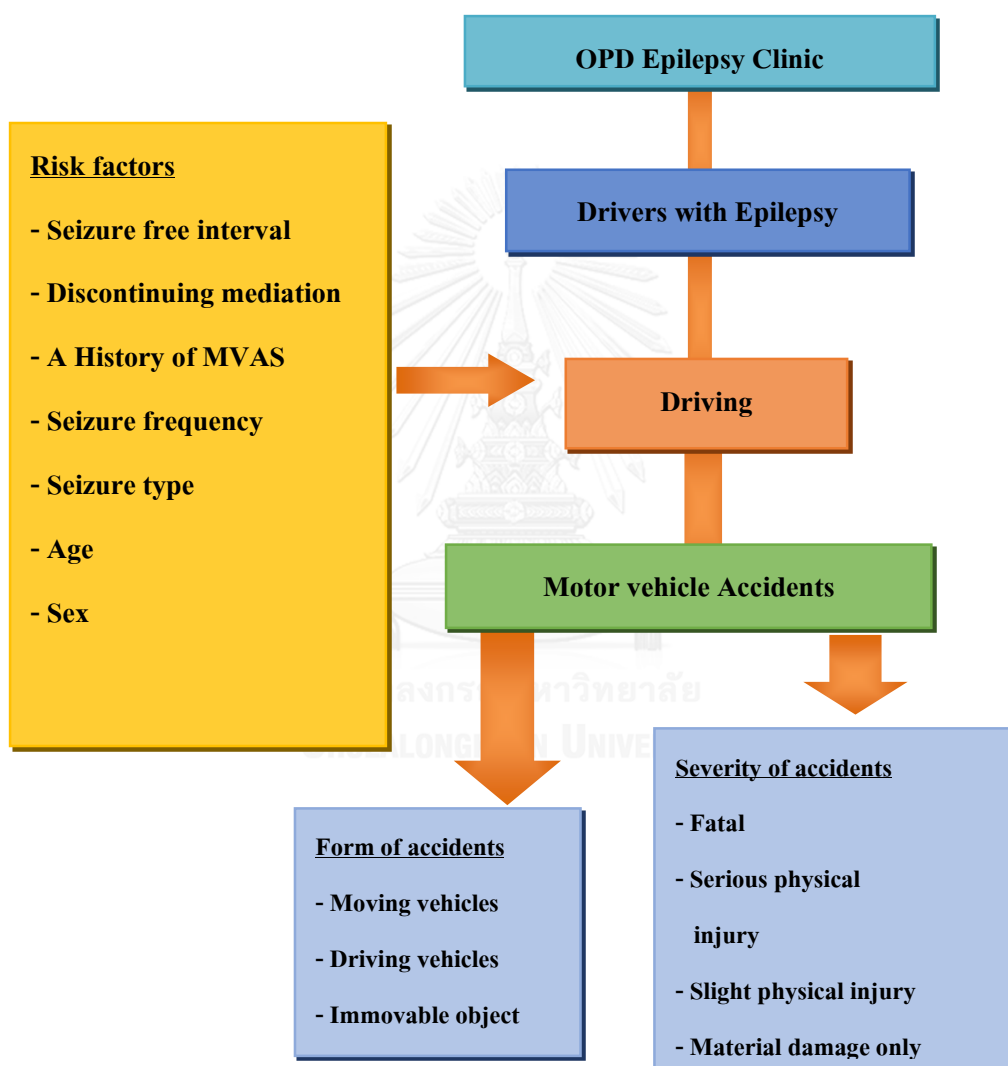 OPD Epilepsy Clinic
Drivers with Epilepsy
Driving
Motor vehicle Accidents
Risk factors
- Seizure free interval
- Discontinuing mediation
- A History of MVAS
- Seizure frequency
- Seizure type
- Age
- Sex
Form of accidents
- Moving vehicles
- Driving vehicles
- Immovable object
Severity of accidents
- Fatal
- Serious physical
injury
- Slight physical injury
- Material damage only